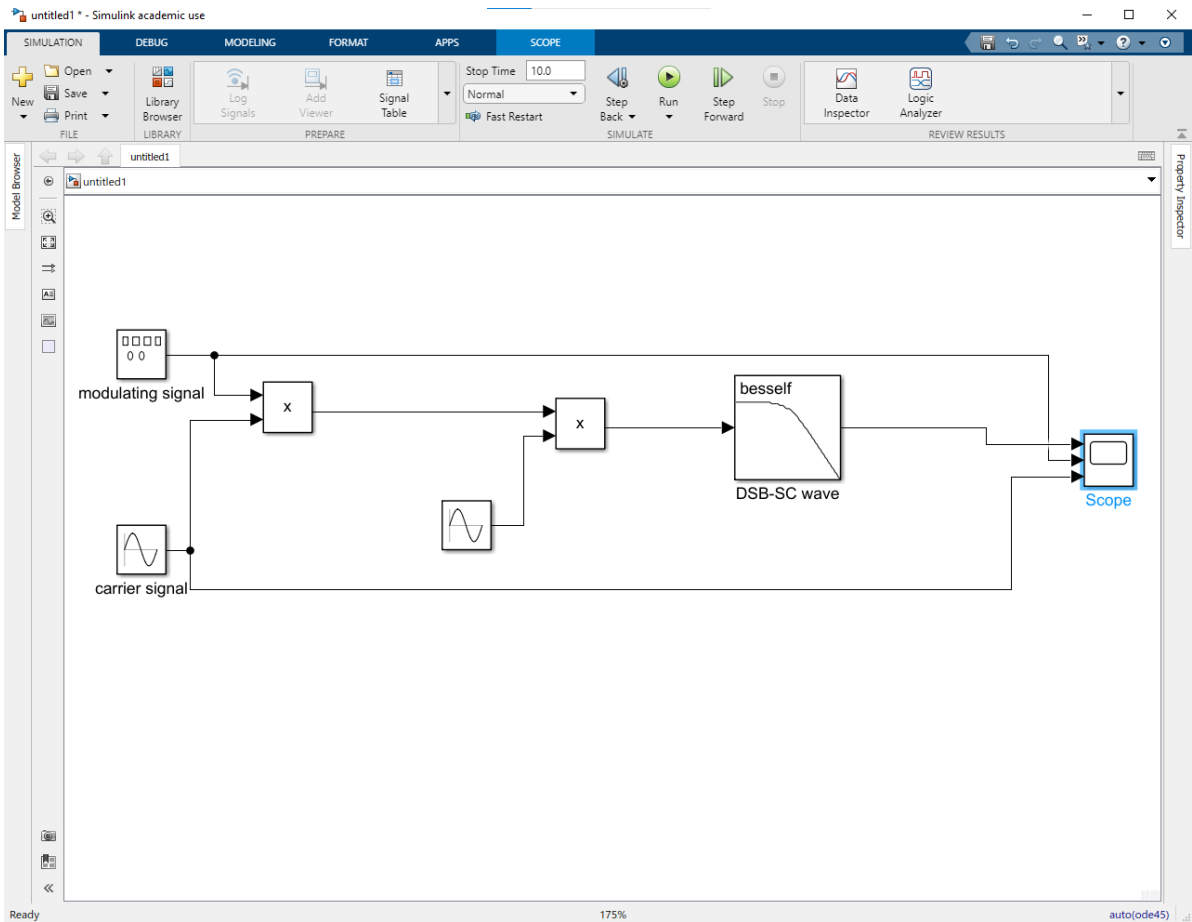 untitled1 * - Simulink academic use
SIMULATION DEBUG MODELING FORMAT APPS SCOPE
New
Open
Save
Print
FILE
Library Browser
LIBRARY
Log Signals
Add Viewer
Signal Table
PREPARE
Stop Time 10.0
Normal
Fast Restart
Step Back
Run
Step Forward
Stop
SIMULATE
Data Inspector
Logic Analyzer
REVIEW RESULTS
Model Browser
untitled1
untitled1
Property Inspector
modulating signal
x
x
besself
DSB-SC wave
Scope
carrier signal
Ready 175% auto(ode45)